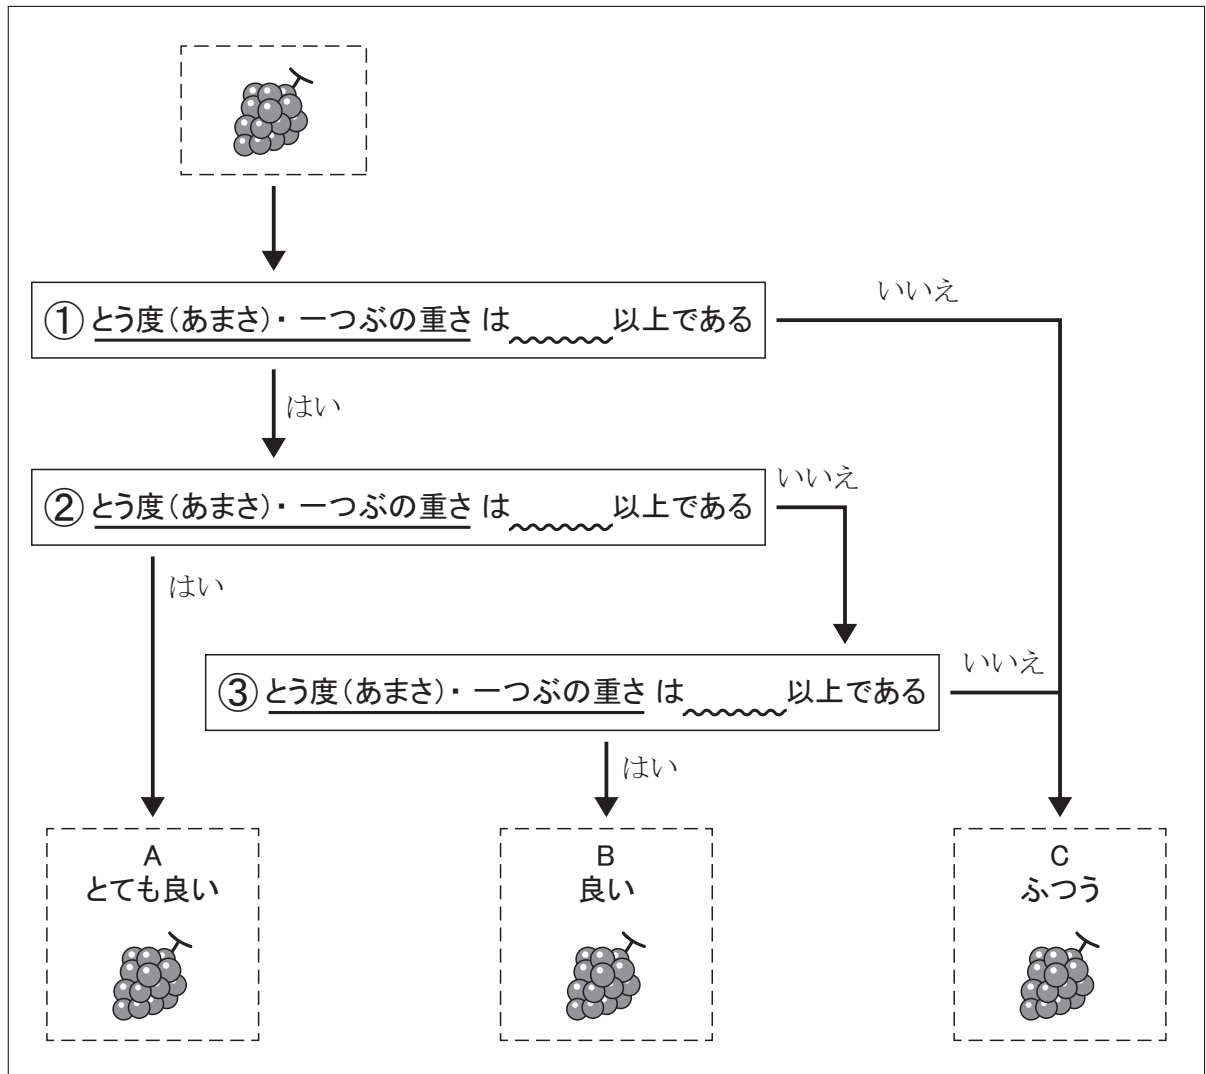 ①とう度(あまさ)・一つぶの重さ は 以上である
いいえ
はい
②とう度(あまさ)・一つぶの重さ は 以上である
いいえ
はい
③とう度(あまさ)・一つぶの重さ は 以上である
いいえ
はい
A
とても良い
B
良い
C
ふつう